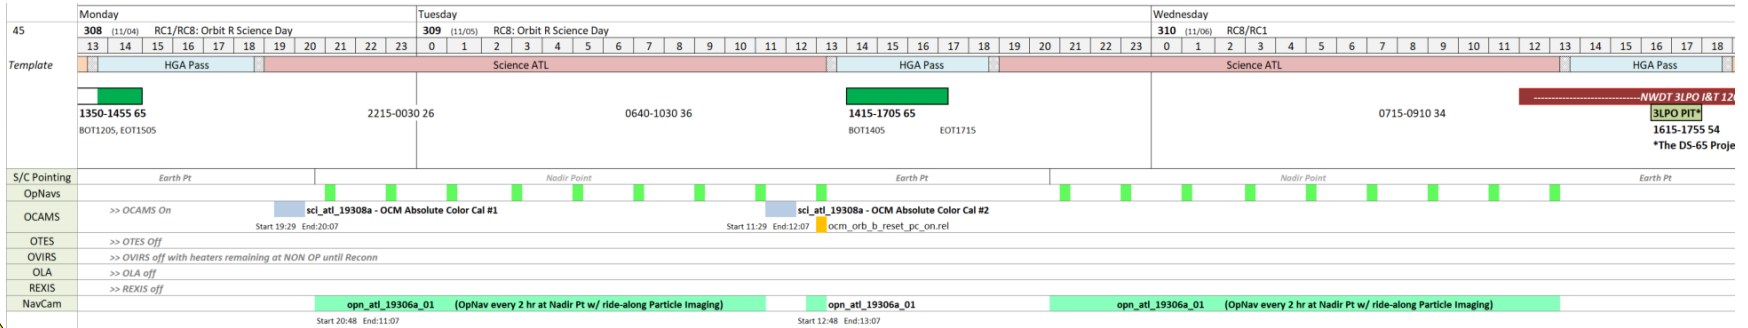 Monday Tuesday Wednesday
45 308 (11/04) RC1/RC8: Orbit R Science Day 309 (11/05) RC8: Orbit R Science Day 310 (11/06) RC8/RC1
13 14 15 16 17 18 19 20 21 22 23 0 1 2 3 4 5 6 7 8 9 10 11 12 13 14 15 16 17 18 19 20 21 22 23 0 1 2 3 4 5 6 7 8 9 10 11 12 13 14 15 16 17 18
Template HGA Pass Science ATL HGA Pass Science ATL HGA Pass
NWDT 3LPO I&T 12
1350-1455 65 2215-0030 26 0640-1030 36 1415-1705 65 0715-0910 34 3LPO PIT*
BOT1205, EOT1505 BOT1405 EOT1715 1615-1755 54
*The DS-65 Proje
S/C Pointing Earth Pt Nadir Point Earth Pt Nadir Point Earth Pt
OpNavs
OCAMS >> OCAMS On sci_atl_19308a - OCM Absolute Color Cal #1 sci_atl_19308a - OCM Absolute Color Cal #2
Start 19:29 End:20:07 Start 11:29 End:12:07 ocm_orb_b_reset_pc_on.rel
OTES >> OTES Off
OVIRS >> OVIRS off with heaters remaining at NON OP until Reconn
OLA >> OLA off
REXIS >> REXIS off
NavCam opn_atl_19306a_01 (OpNav every 2 hr at Nadir Pt w/ ride-along Particle Imaging) opn_atl_19306a_01 opn_atl_19306a_01 (OpNav every 2 hr at Nadir Pt w/ ride-along Particle Imaging)
Start 20:48 End:11:07 Start 12:48 End:13:07